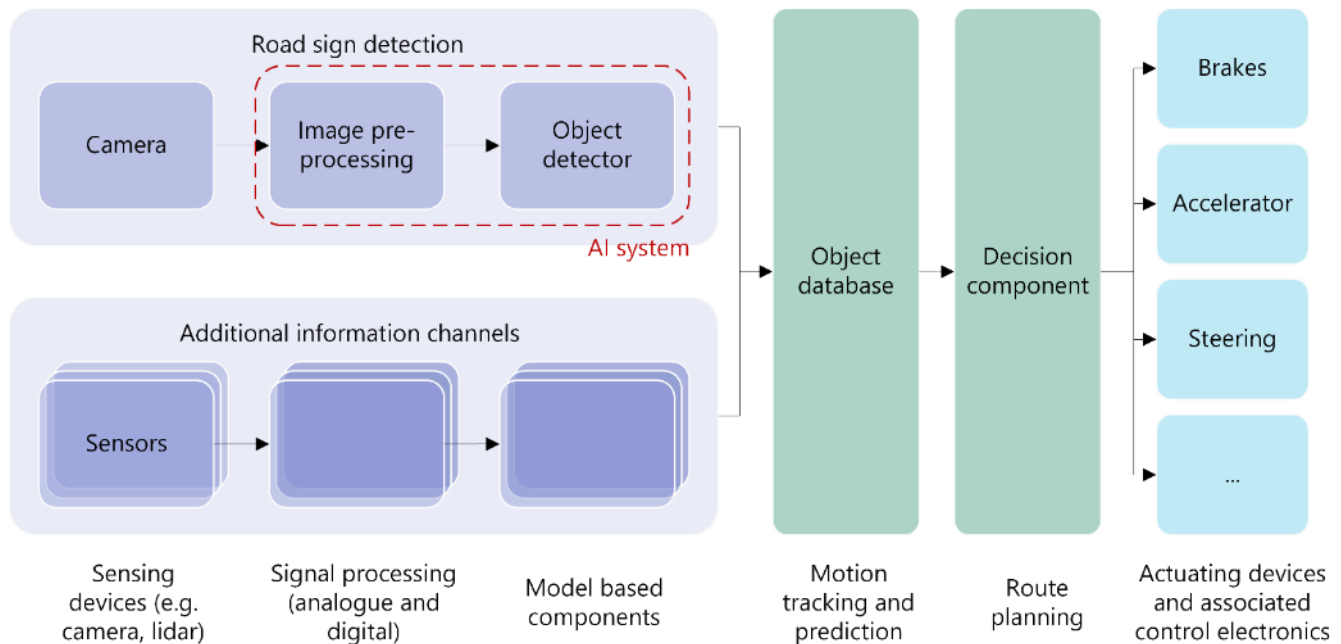 Road sign detection
Camera
Image pre-
processing
Object
detector
AI system
Additional information channels
Sensors
Object
database
Decision
component
Brakes
Accelerator
Steering
...
Sensing
devices (e.g.
camera, lidar)
Signal processing
(analogue and
digital)
Model based
components
Motion
tracking and
prediction
Route
planning
Actuating devices
and associated
control electronics